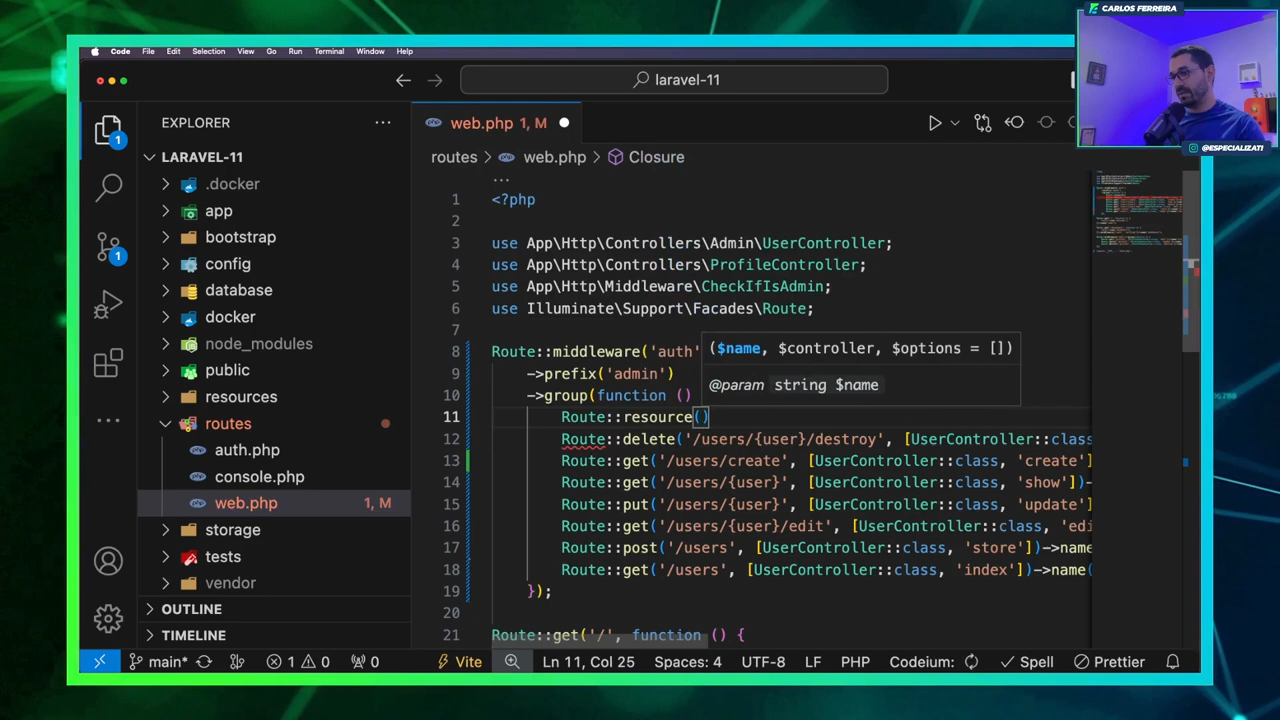 CARLOS FERREIRA
@ESPECIALIZATI
Code File Edit Selection View Go Run Terminal Window Help
laravel-11
EXPLORER
web.php 1, M
routes > web.php > Closure
LARAVEL-11
.docker
app
bootstrap
config
database
docker
node_modules
public
resources
routes
auth.php
console.php
web.php 1, M
storage
tests
vendor
OUTLINE
TIMELINE
1
1
...
1 <?php
2
3 use App\Http\Controllers\Admin\UserController;
4 use App\Http\Controllers\ProfileController;
5 use App\Http\Middleware\CheckIfIsAdmin;
6 use Illuminate\Support\Facades\Route;
7
8 Route::middleware('auth'
9 ->prefix('admin')
10 ->group(function ()
11 Route::resource()
12 Route::delete('/users/{user}/destroy', [UserController::class
13 Route::get('/users/create', [UserController::class, 'create']
14 Route::get('/users/{user}', [UserController::class, 'show'])-
15 Route::put('/users/{user}', [UserController::class, 'update']
16 Route::get('/users/{user}/edit', [UserController::class, 'edi
17 Route::post('/users', [UserController::class, 'store'])->name
18 Route::get('/users', [UserController::class, 'index'])->name(
19 });
20
21 Route::get('/', function () {
($name, $controller, $options = [])
@param string $name
main* 1 0 0 Vite Ln 11, Col 25 Spaces: 4 UTF-8 LF PHP Codeium: Spell Prettier